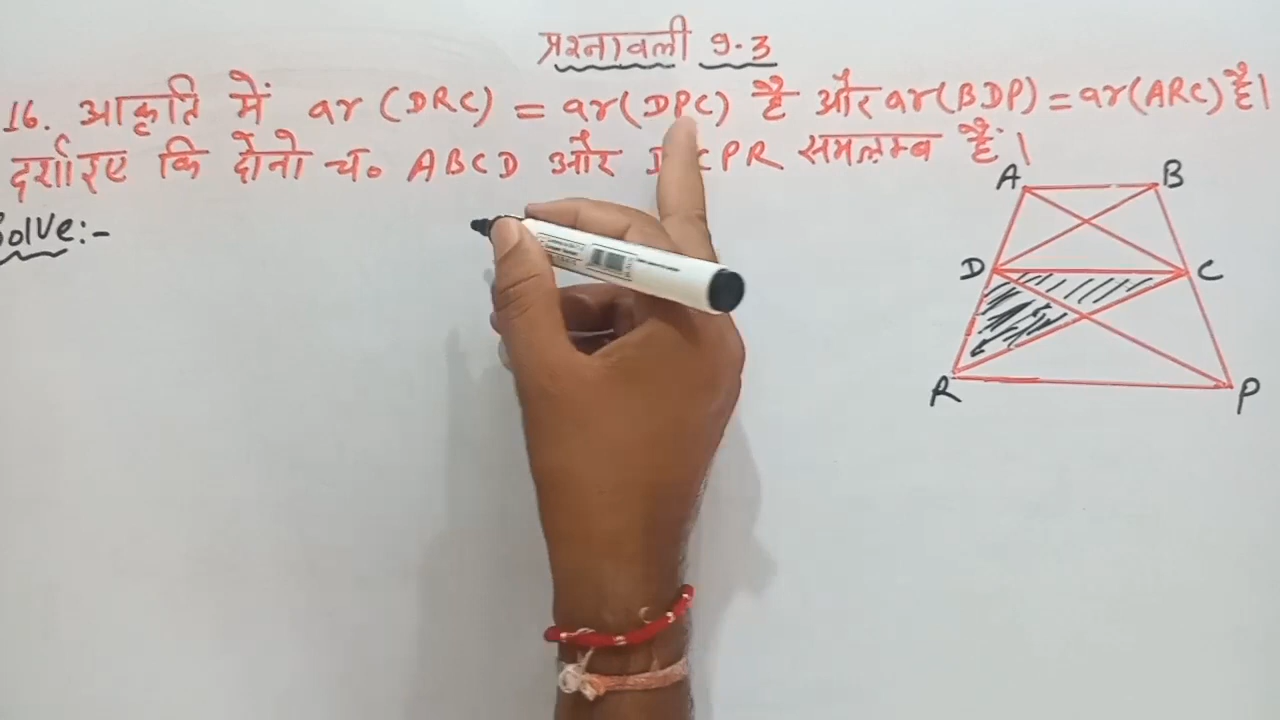 प्रश्नावली 9.3
16. आकृति में ar (DRC) = ar(DPC) है और ar(BDP) = ar(ARC) है।
दर्शाइए कि दोनो च० ABCD और CPR समलम्ब हैं।
Solve:-
A B
D C
R P